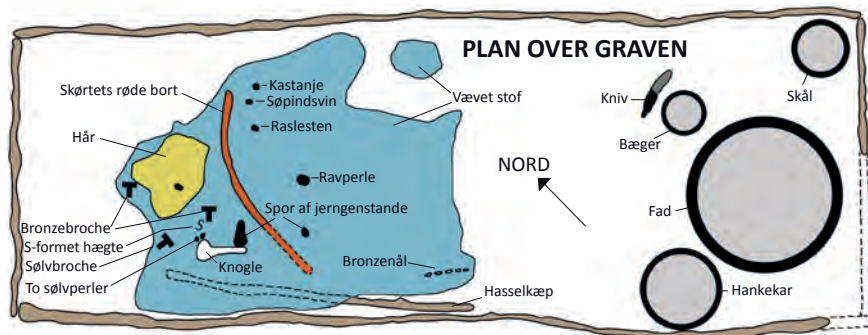 PLAN OVER GRAVEN
Skørtets røde bort
Kastanje
Søpindsvin
Raslesten
Vævet stof
Kniv
Skål
Bæger
Hår
NORD
Ravperle
Fad
Spor af jerngenstande
Bronzebroche
S
S-formet hægte
Sølvbroche
To sølvperler
Knogle
Bronzenål
Hasselkæp
Hankekar